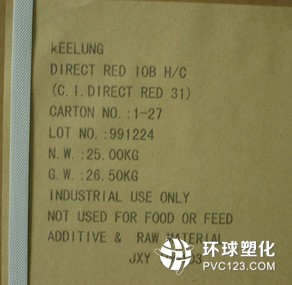 kEELUNG
DIRECT RED IOB H/C
(C.I.DIRECT RED 31)
CARTON NO.:1-27
LOT NO.:991224
N.W.:25.00KG
G.W.:26.50KG
INDUSTRIAL USE ONLY
NOT USED FOR FOOD OR FEED
ADDITIVE & RAW MATERIAL
JXY
环球塑化
PVC123.COM